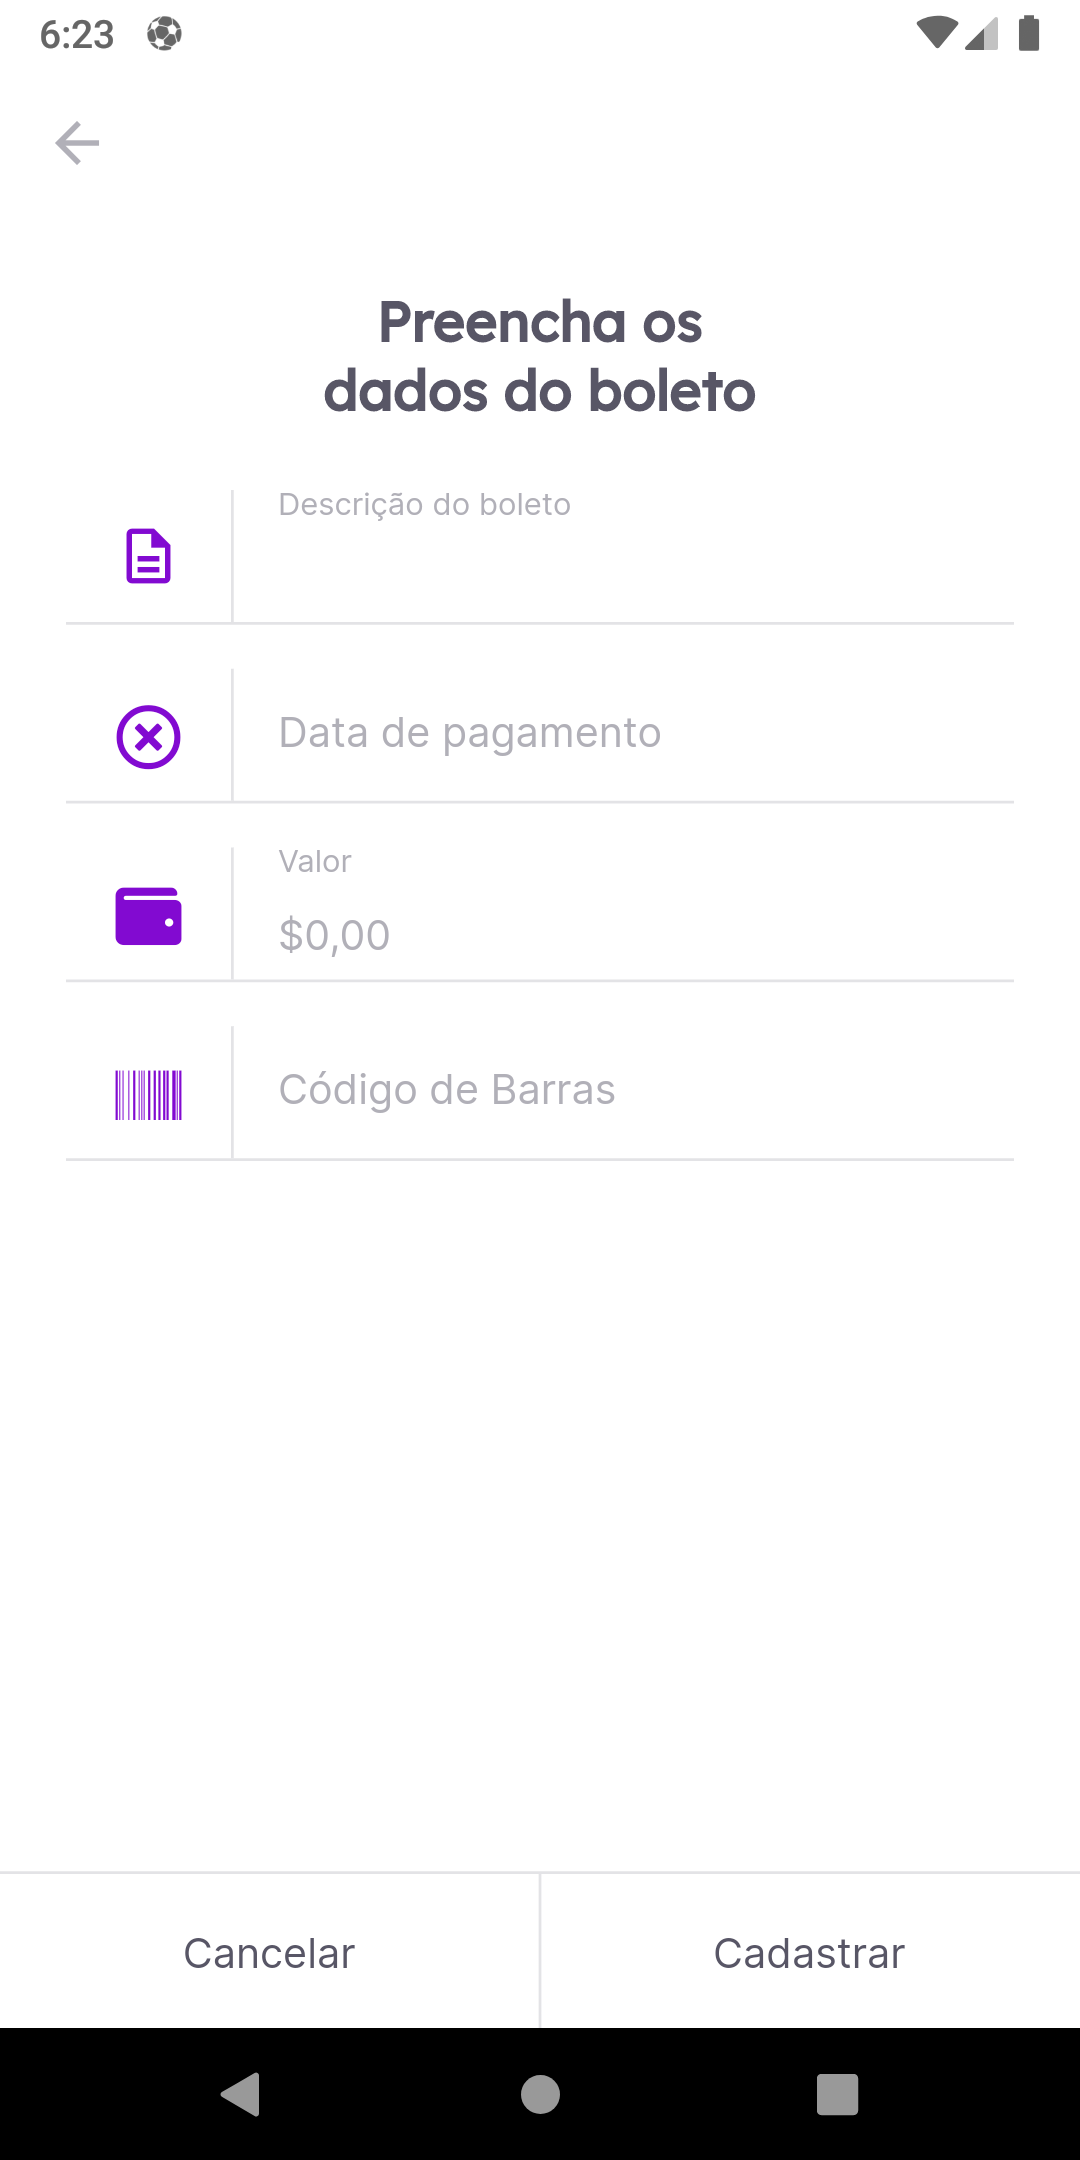 6:23
Preencha os
dados do boleto
Descrição do boleto
Data de pagamento
Valor
$0,00
Código de Barras
Cancelar
Cadastrar